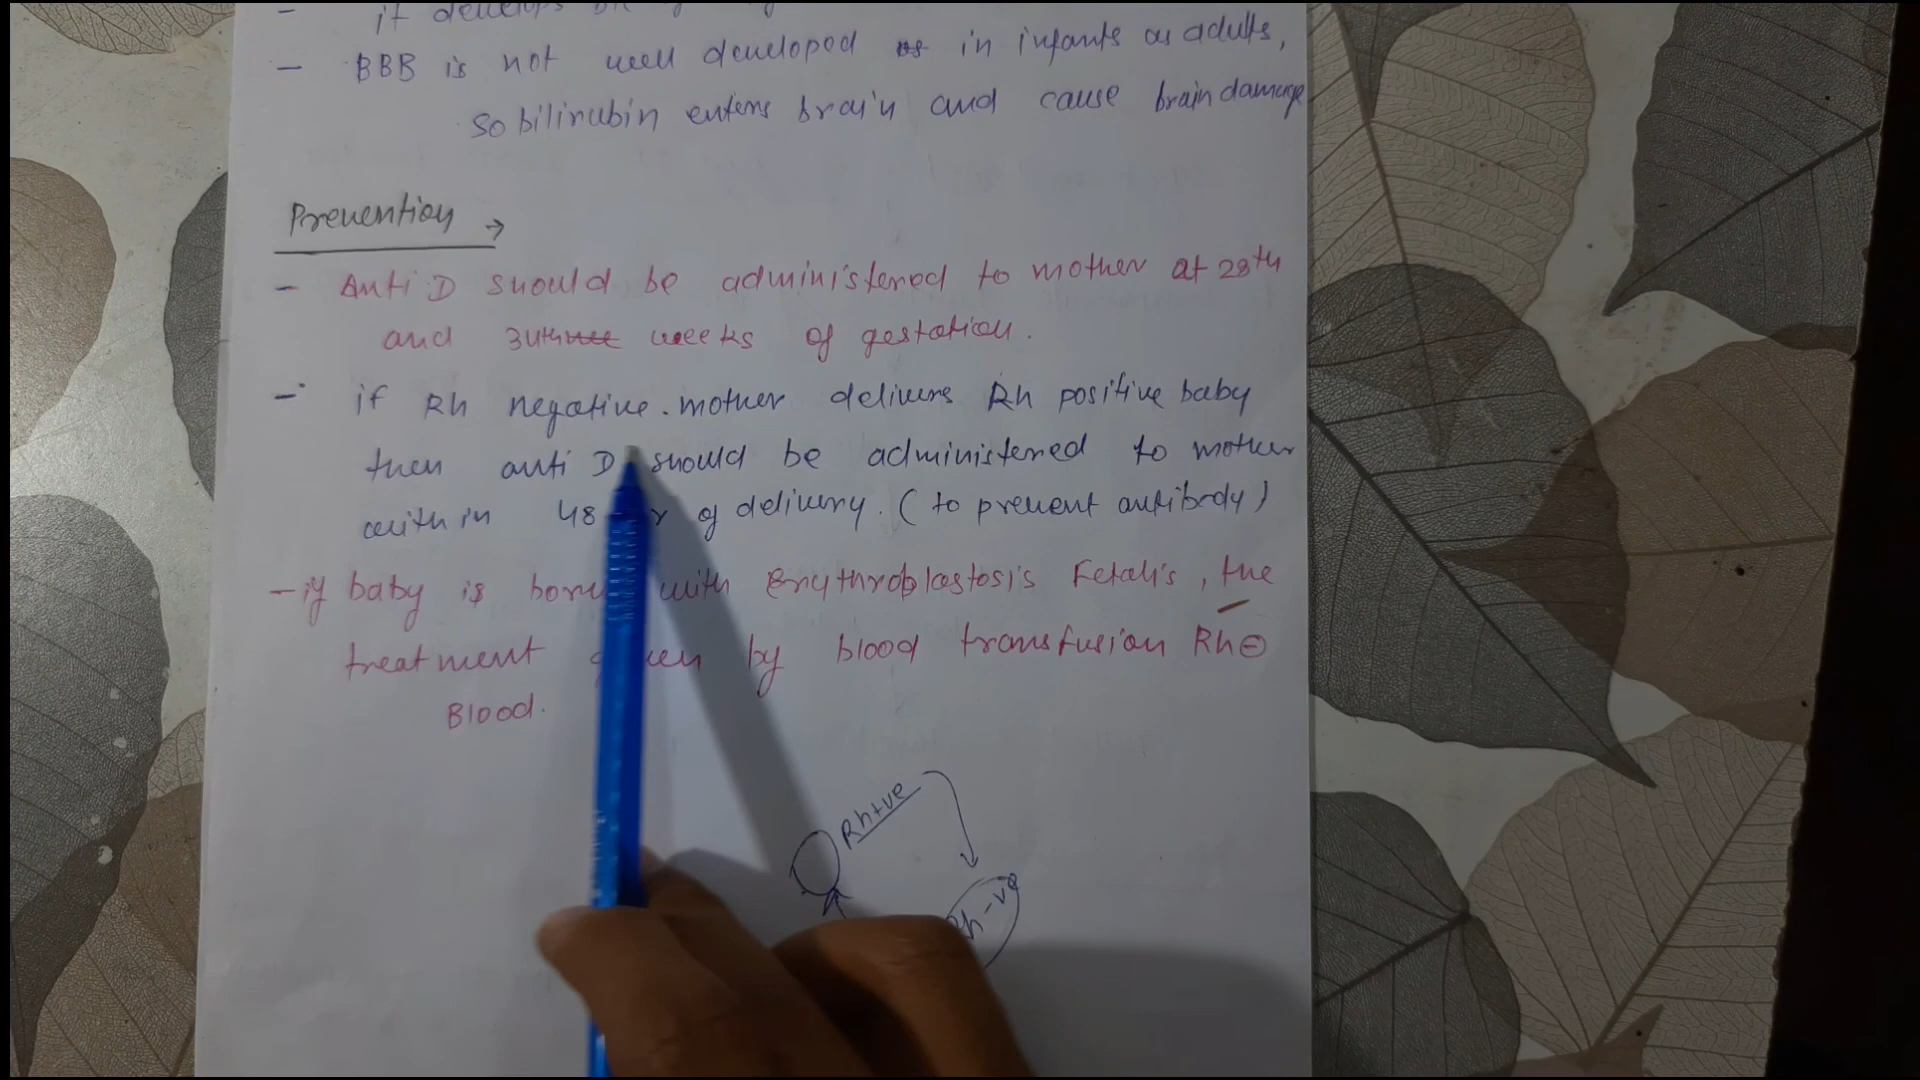 - it develops
- BBB is not well developed in infants as adults,
so bilirubin enters brain and cause brain damage
Prevention →
- Anti D should be administered to mother at 28th
and 34th weeks of gestation.
- if Rh negative mother delivers Rh positive baby
then anti D should be administered to mother
within 48 of delivery. (to prevent antibody)
- if baby is born with Erythroblastosis Fetalis, the
treatment given by blood transfusion Rh⊖
Blood.
Rh+ve
Rh-ve